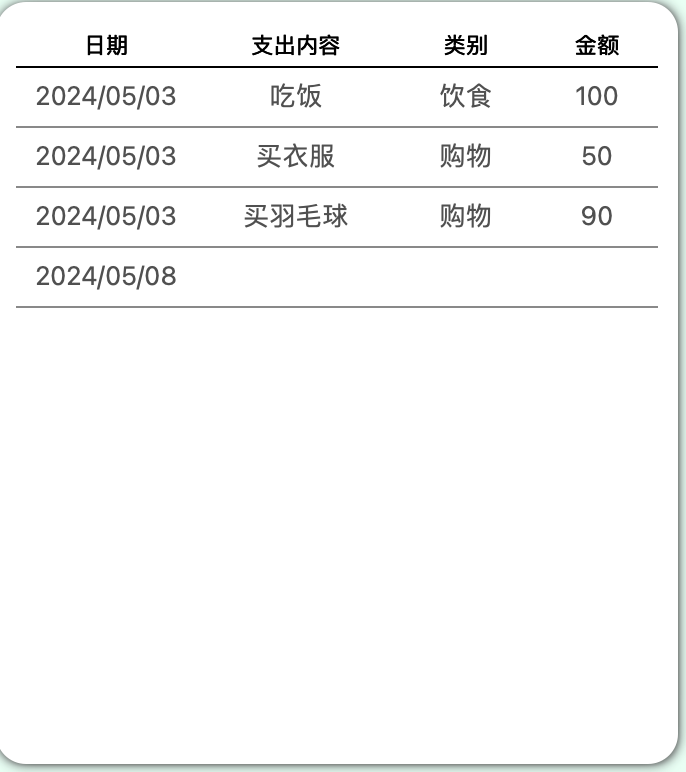 日期 支出内容 类别 金额
2024/05/03 吃饭 饮食 100
2024/05/03 买衣服 购物 50
2024/05/03 买羽毛球 购物 90
2024/05/08